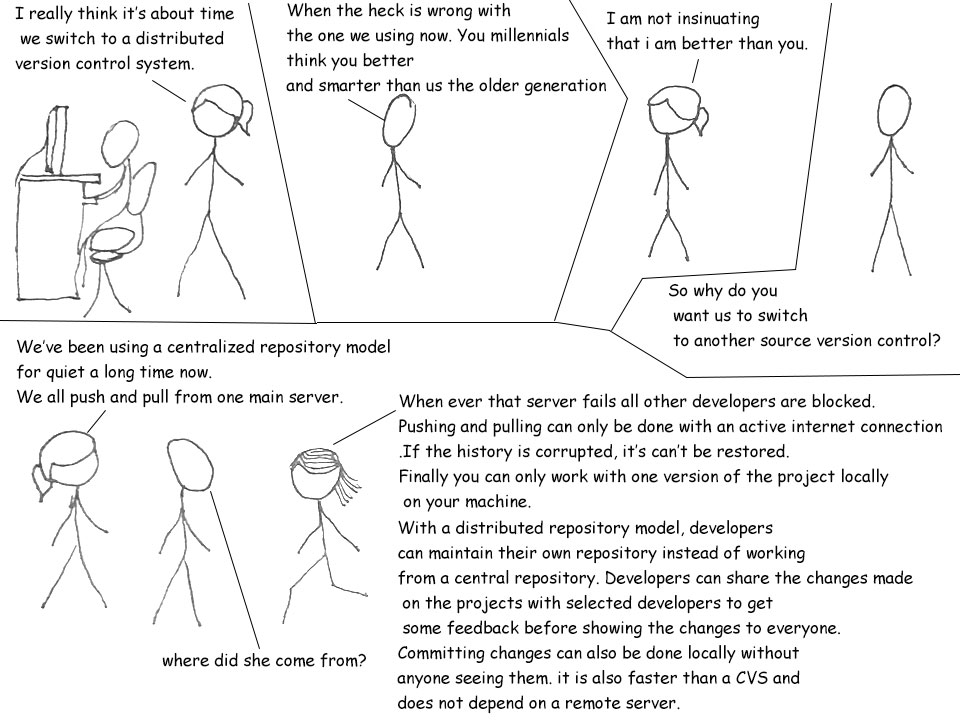 I really think it's about time
we switch to a distributed
version control system.
When the heck is wrong with
the one we using now. You millennials
think you better
and smarter than us the older generation
I am not insinuating
that i am better than you.
So why do you
want us to switch
to another source version control?
We've been using a centralized repository model
for quiet a long time now.
We all push and pull from one main server.
When ever that server fails all other developers are blocked.
Pushing and pulling can only be done with an active internet connection
.If the history is corrupted, it's can't be restored.
Finally you can only work with one version of the project locally
on your machine.
With a distributed repository model, developers
can maintain their own repository instead of working
from a central repository. Developers can share the changes made
on the projects with selected developers to get
some feedback before showing the changes to everyone.
Committing changes can also be done locally without
anyone seeing them. it is also faster than a CVS and
does not depend on a remote server.
where did she come from?